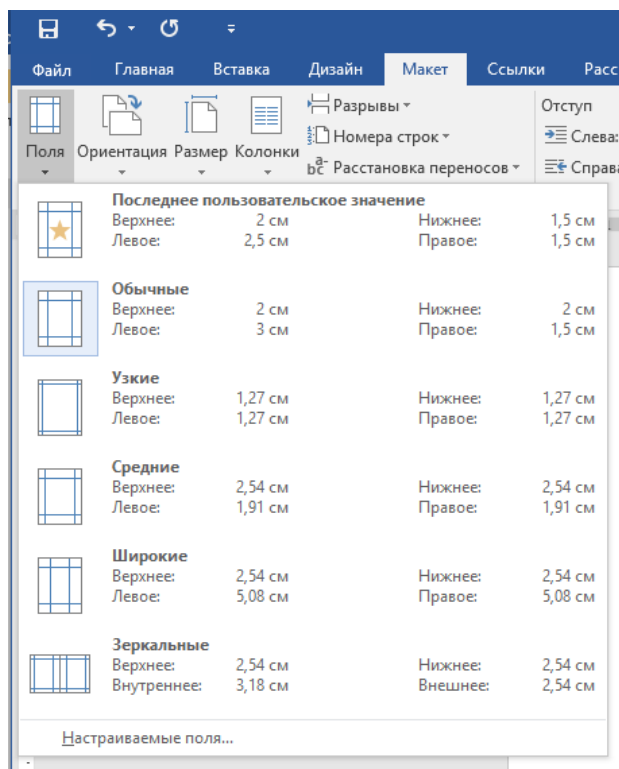 Файл Главная Вставка Дизайн Макет Ссылки Расс
Поля Ориентация Размер Колонки
Разрывы
Номера строк
Расстановка переносов
Отступ
Слева:
Справа
Последнее пользовательское значение
Верхнее: 2 см Нижнее: 1,5 см
Левое: 2,5 см Правое: 1,5 см
Обычные
Верхнее: 2 см Нижнее: 2 см
Левое: 3 см Правое: 1,5 см
Узкие
Верхнее: 1,27 см Нижнее: 1,27 см
Левое: 1,27 см Правое: 1,27 см
Средние
Верхнее: 2,54 см Нижнее: 2,54 см
Левое: 1,91 см Правое: 1,91 см
Широкие
Верхнее: 2,54 см Нижнее: 2,54 см
Левое: 5,08 см Правое: 5,08 см
Зеркальные
Верхнее: 2,54 см Нижнее: 2,54 см
Внутреннее: 3,18 см Внешнее: 2,54 см
Настраиваемые поля...